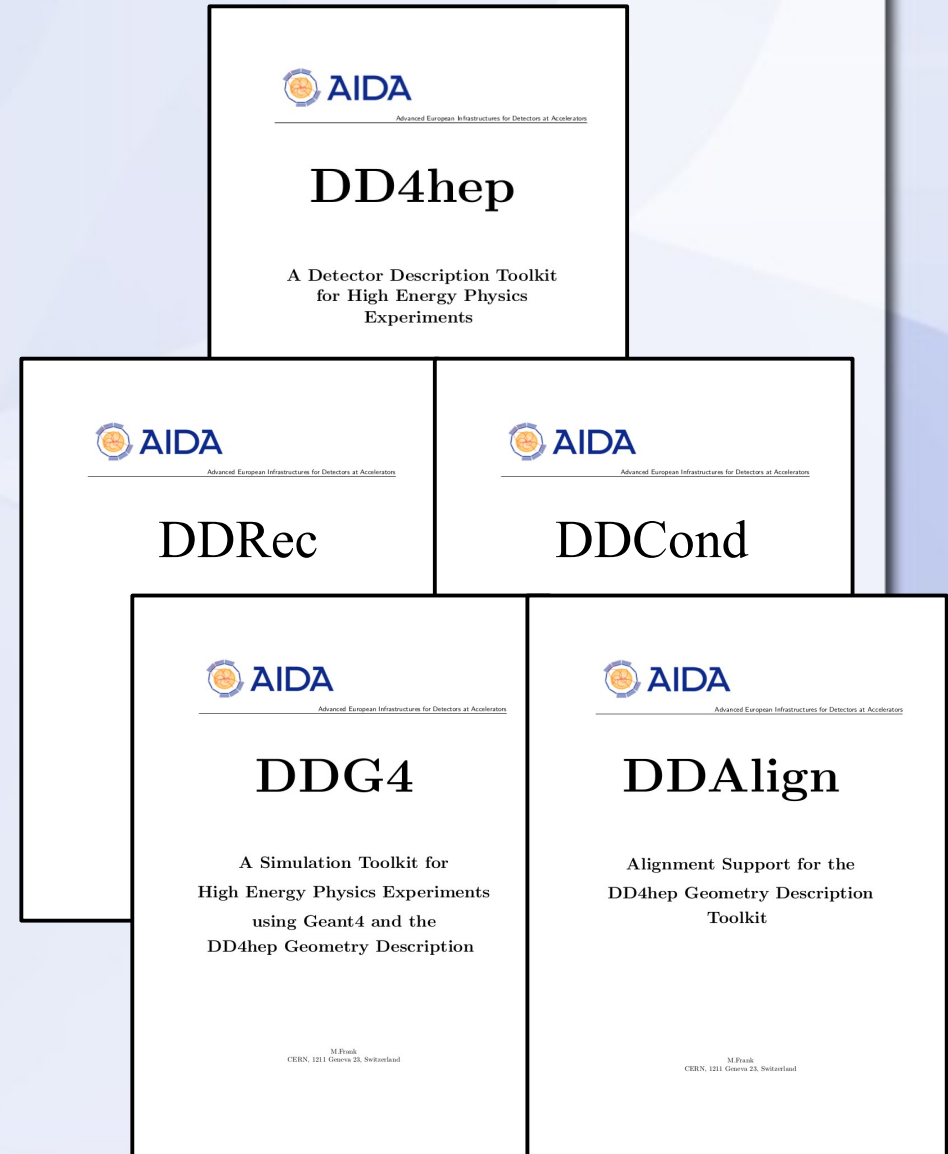 AIDA
Advanced European Infrastructures for Detectors at Accelerators
DD4hep
A Detector Description Toolkit
for High Energy Physics
Experiments
AIDA
Advanced European Infrastructures for Detectors at Accelerators
DDRec
AIDA
Advanced European Infrastructures for Detectors at Accelerators
DDCond
AIDA
Advanced European Infrastructures for Detectors at Accelerators
DDG4
A Simulation Toolkit for
High Energy Physics Experiments
using Geant4 and the
DD4hep Geometry Description
M.Frank
CERN, 1211 Geneva 23, Switzerland
AIDA
Advanced European Infrastructures for Detectors at Accelerators
DDAlign
Alignment Support for the
DD4hep Geometry Description
Toolkit
M.Frank
CERN, 1211 Geneva 23, Switzerland